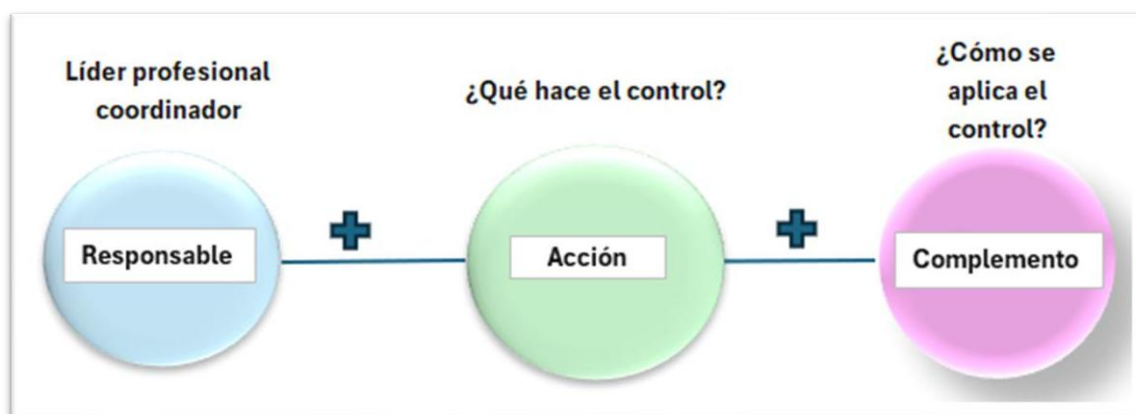 Líder profesional
coordinador
¿Qué hace el control?
¿Cómo se
aplica el
control?
Responsable
Acción
Complemento